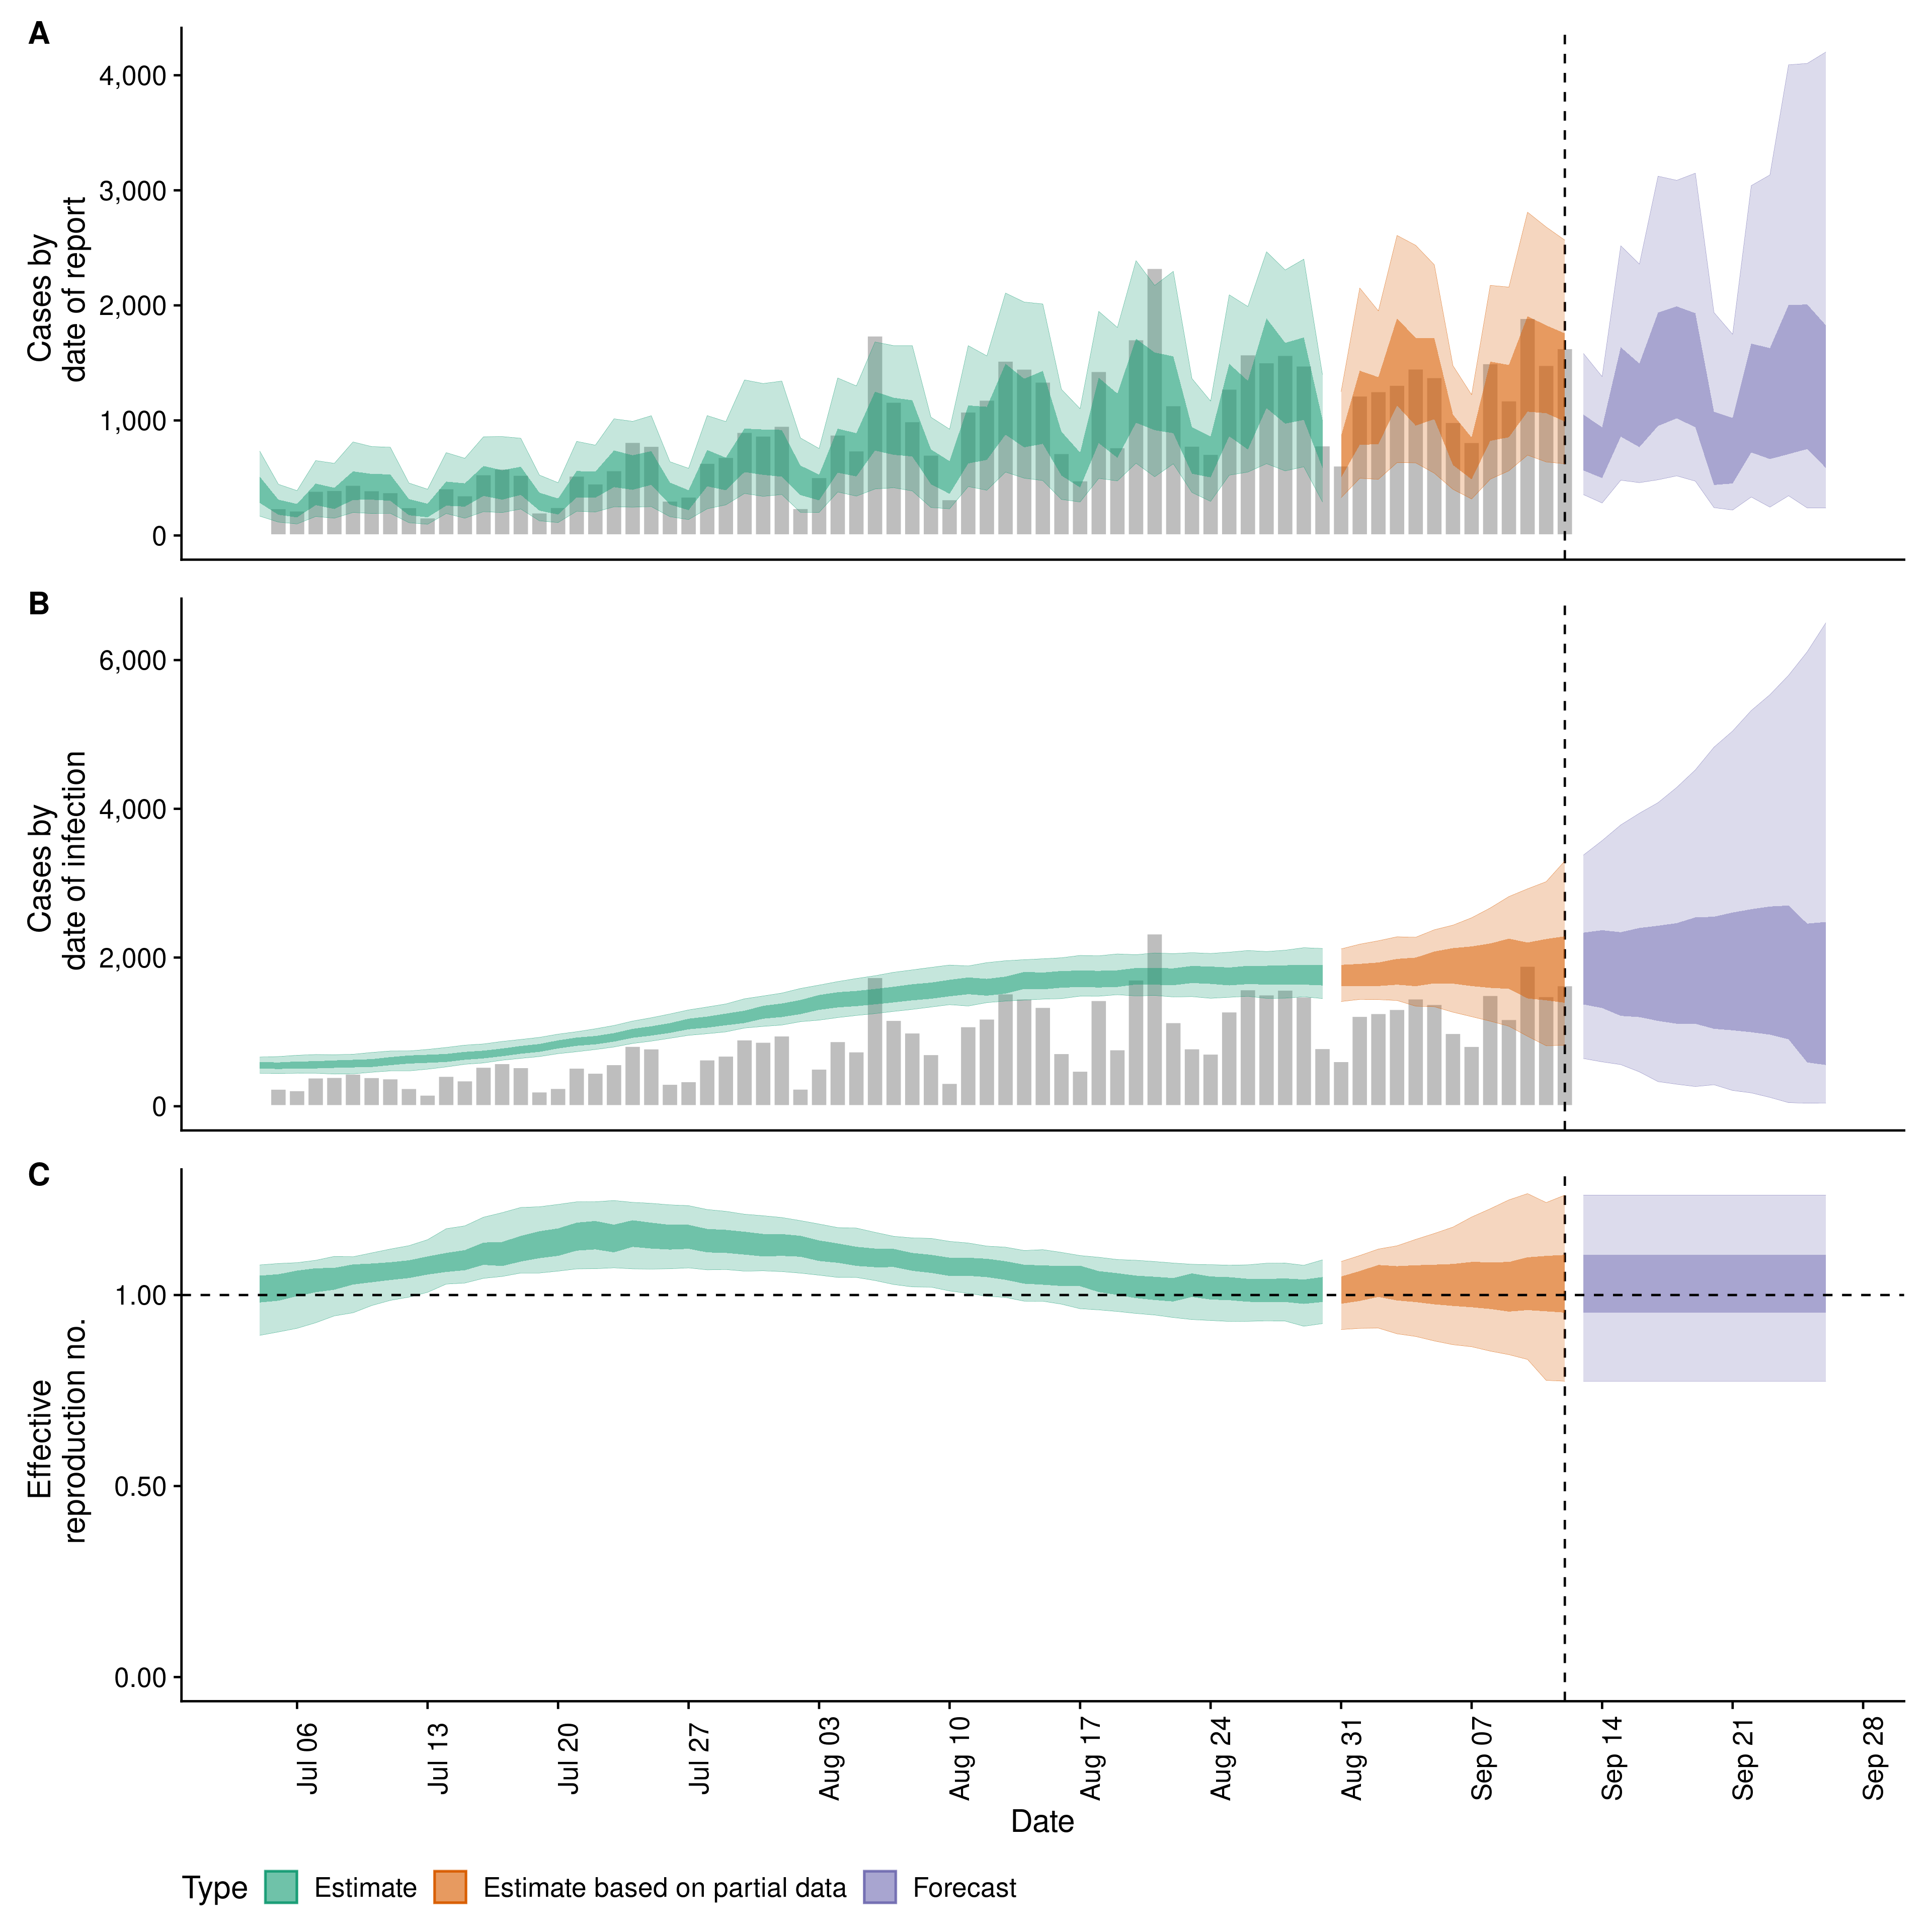 A
4,000
3,000
2,000
1,000
0
Cases by
date of report
B
6,000
4,000
2,000
0
Cases by
date of infection
C
1.00
0.50
0.00
Effective
reproduction no.
Jul 06
Jul 13
Jul 20
Jul 27
Aug 03
Aug 10
Aug 17
Aug 24
Aug 31
Sep 07
Sep 14
Sep 21
Sep 28
Date
Type Estimate Estimate based on partial data Forecast